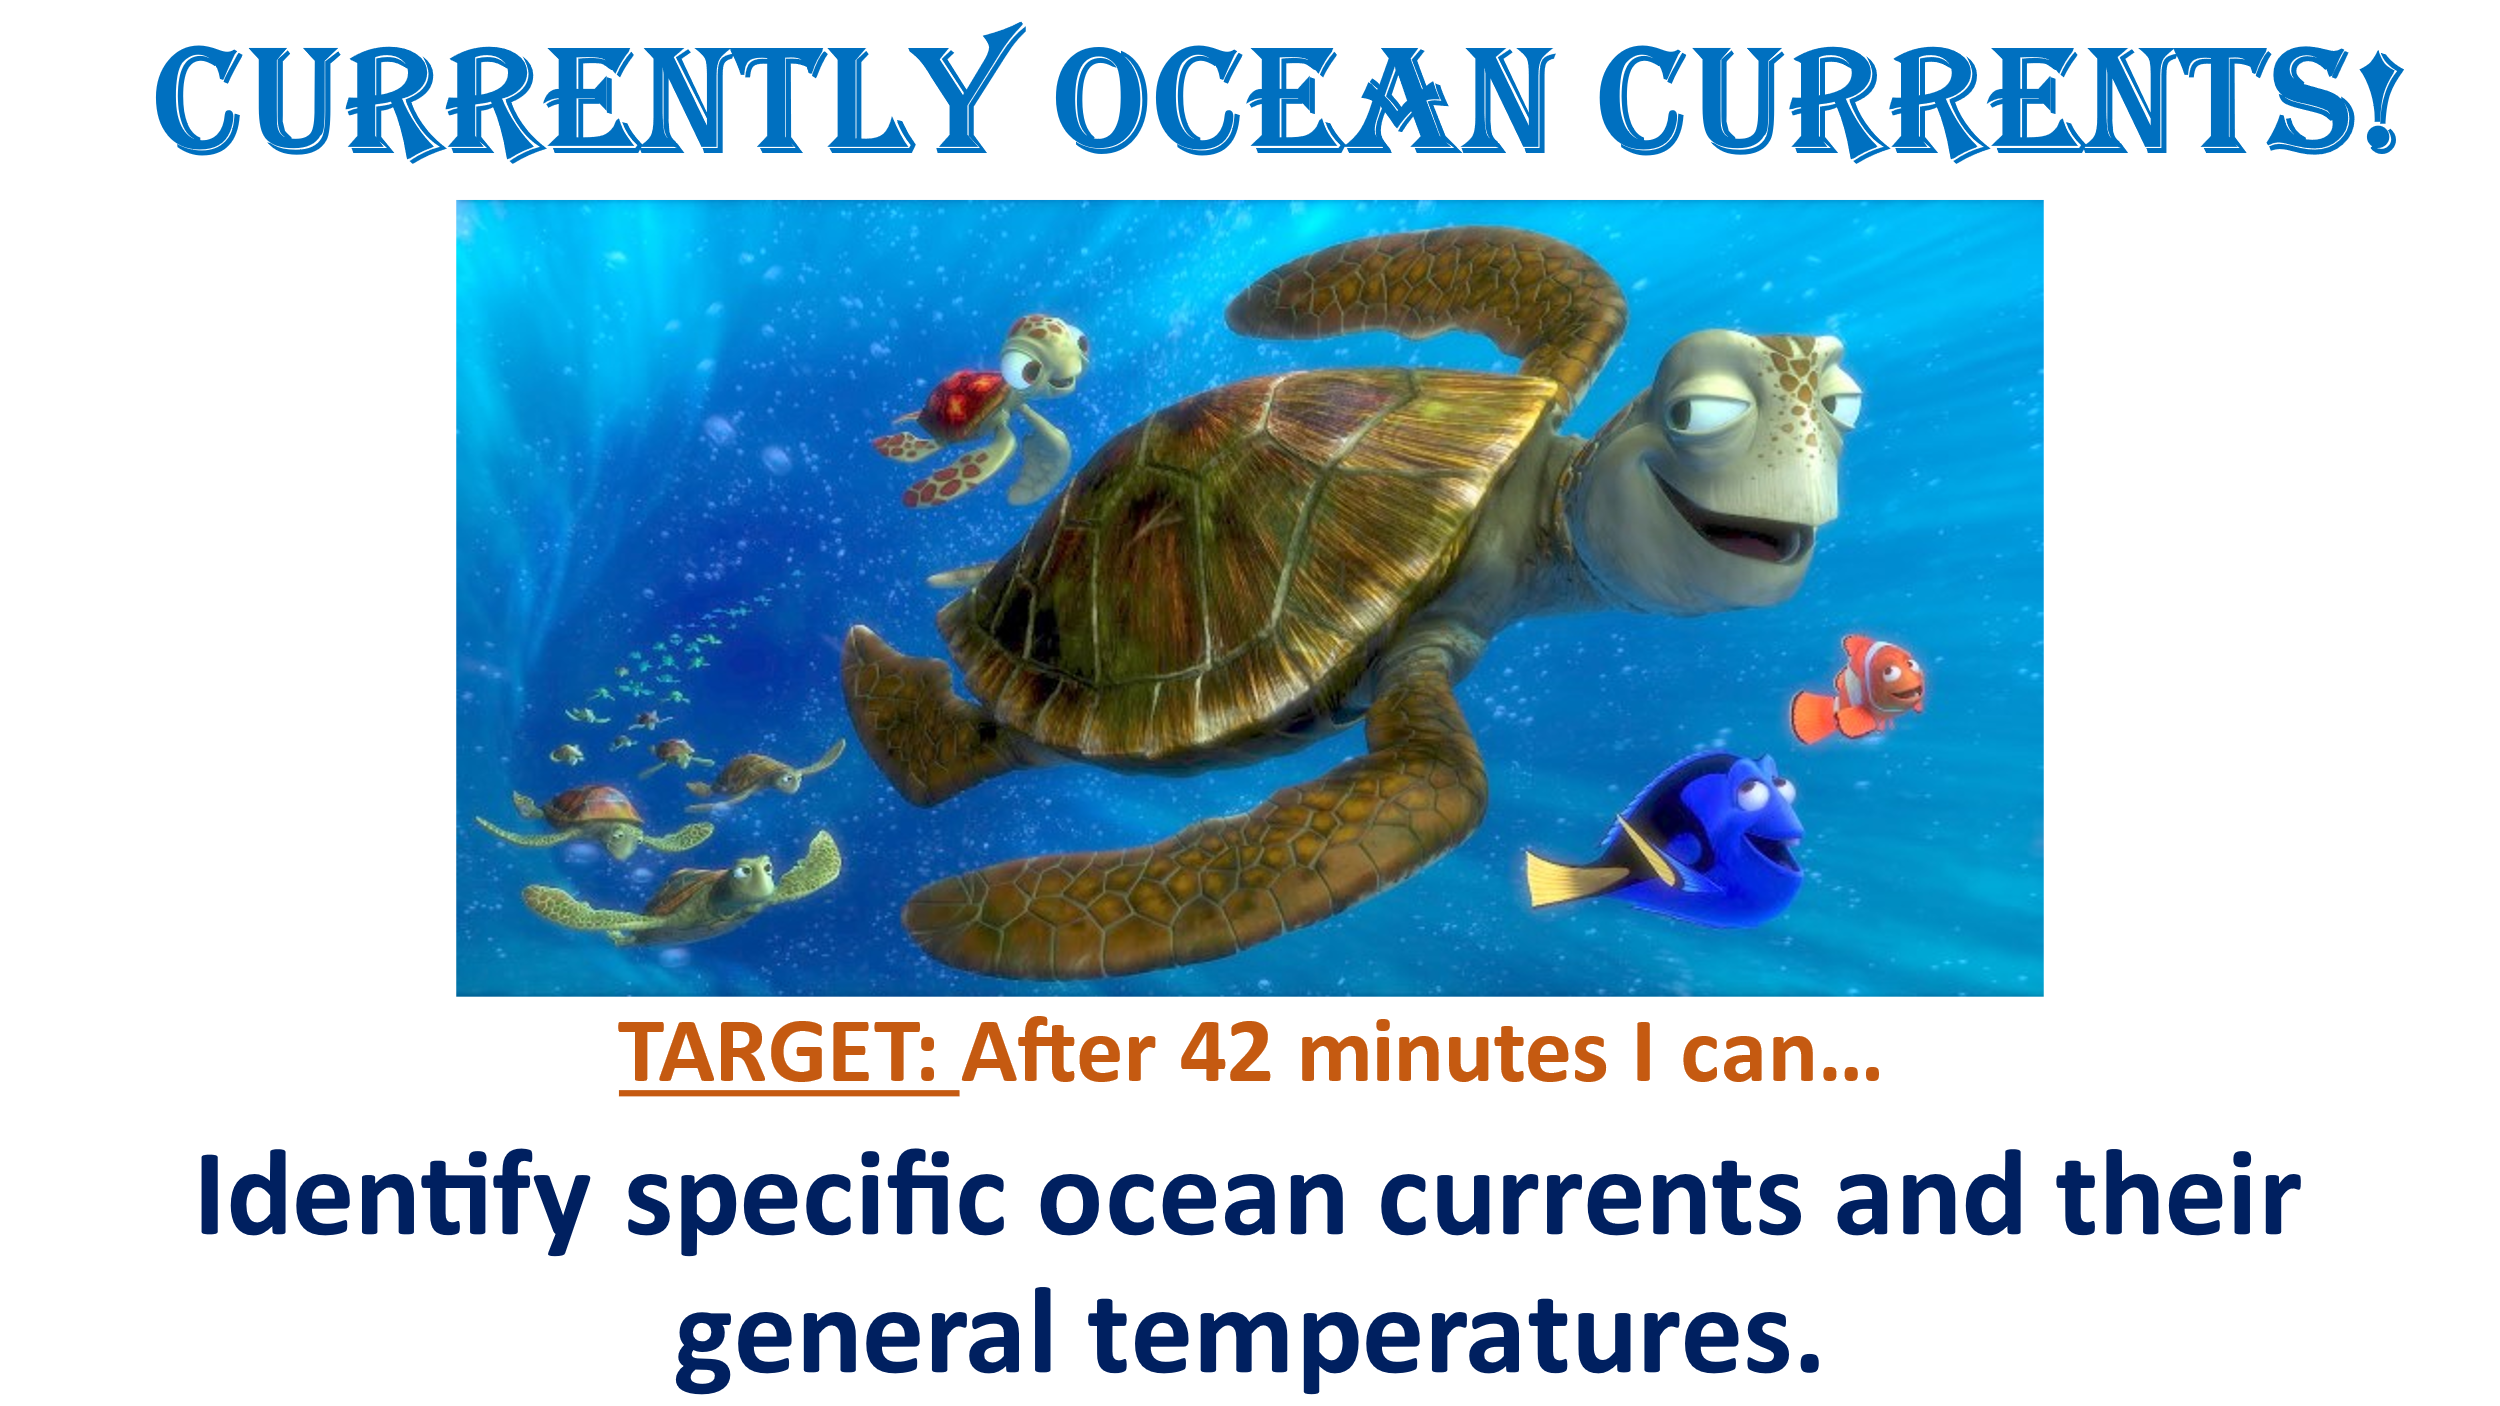 CURRENTLY OCEAN CURRENTS!
TARGET: After 42 minutes I can...
Identify specific ocean currents and their
general temperatures.